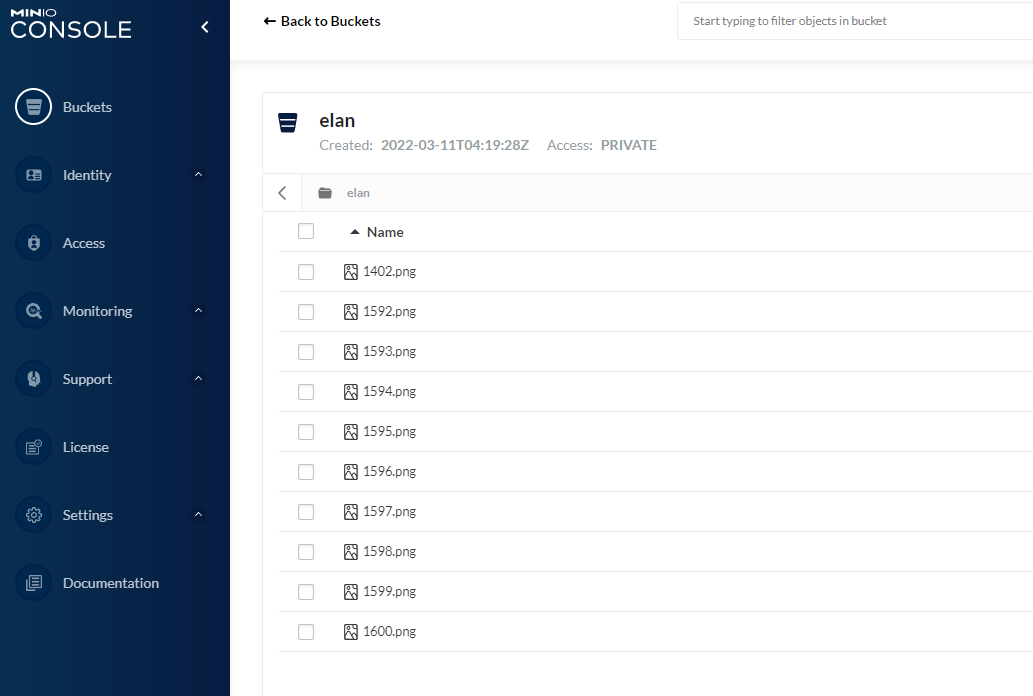 MINIO
CONSOLE
Buckets
Identity
Access
Monitoring
Support
License
Settings
Documentation
← Back to Buckets
Start typing to filter objects in bucket
elan
Created: 2022-03-11T04:19:28Z Access: PRIVATE
elan
Name
1402.png
1592.png
1593.png
1594.png
1595.png
1596.png
1597.png
1598.png
1599.png
1600.png